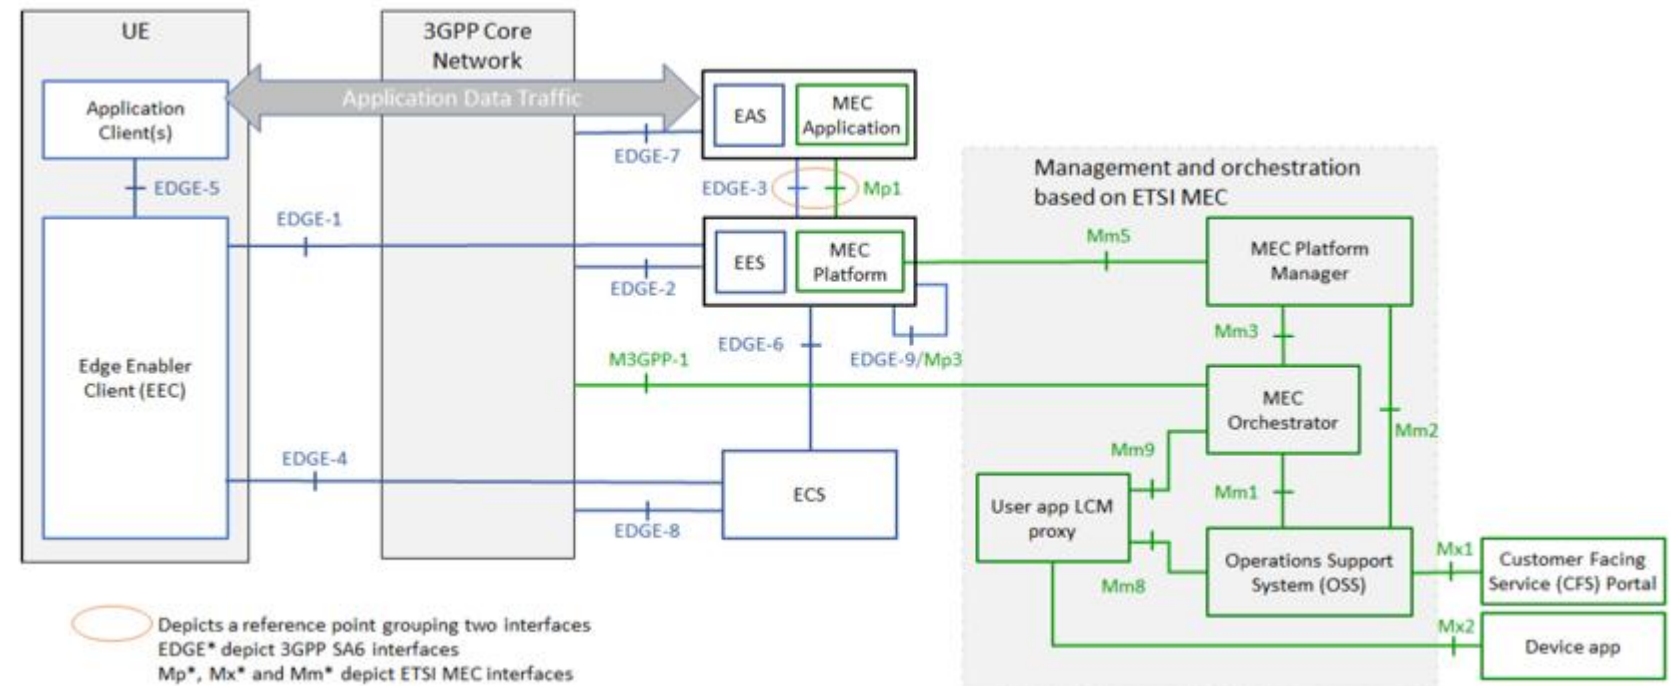 UE
3GPP Core
Network
Application Data Traffic
Application
Client(s)
EDGE-5
Edge Enabler
Client (EEC)
EDGE-1
EDGE-4
EDGE-7
EAS
MEC
Application
EDGE-3
Mp1
EES
MEC
Platform
EDGE-2
EDGE-6
EDGE-9/Mp3
M3GPP-1
ECS
EDGE-8
Management and orchestration
based on ETSI MEC
Mm5
MEC Platform
Manager
Mm3
MEC
Orchestrator
Mm2
Mm9
Mm1
User app LCM
proxy
Mm8
Operations Support
System (OSS)
Mx1
Customer Facing
Service (CFS) Portal
Mx2
Device app
Depicts a reference point grouping two interfaces
EDGE* depict 3GPP SA6 interfaces
Mp*, Mx* and Mm* depict ETSI MEC interfaces